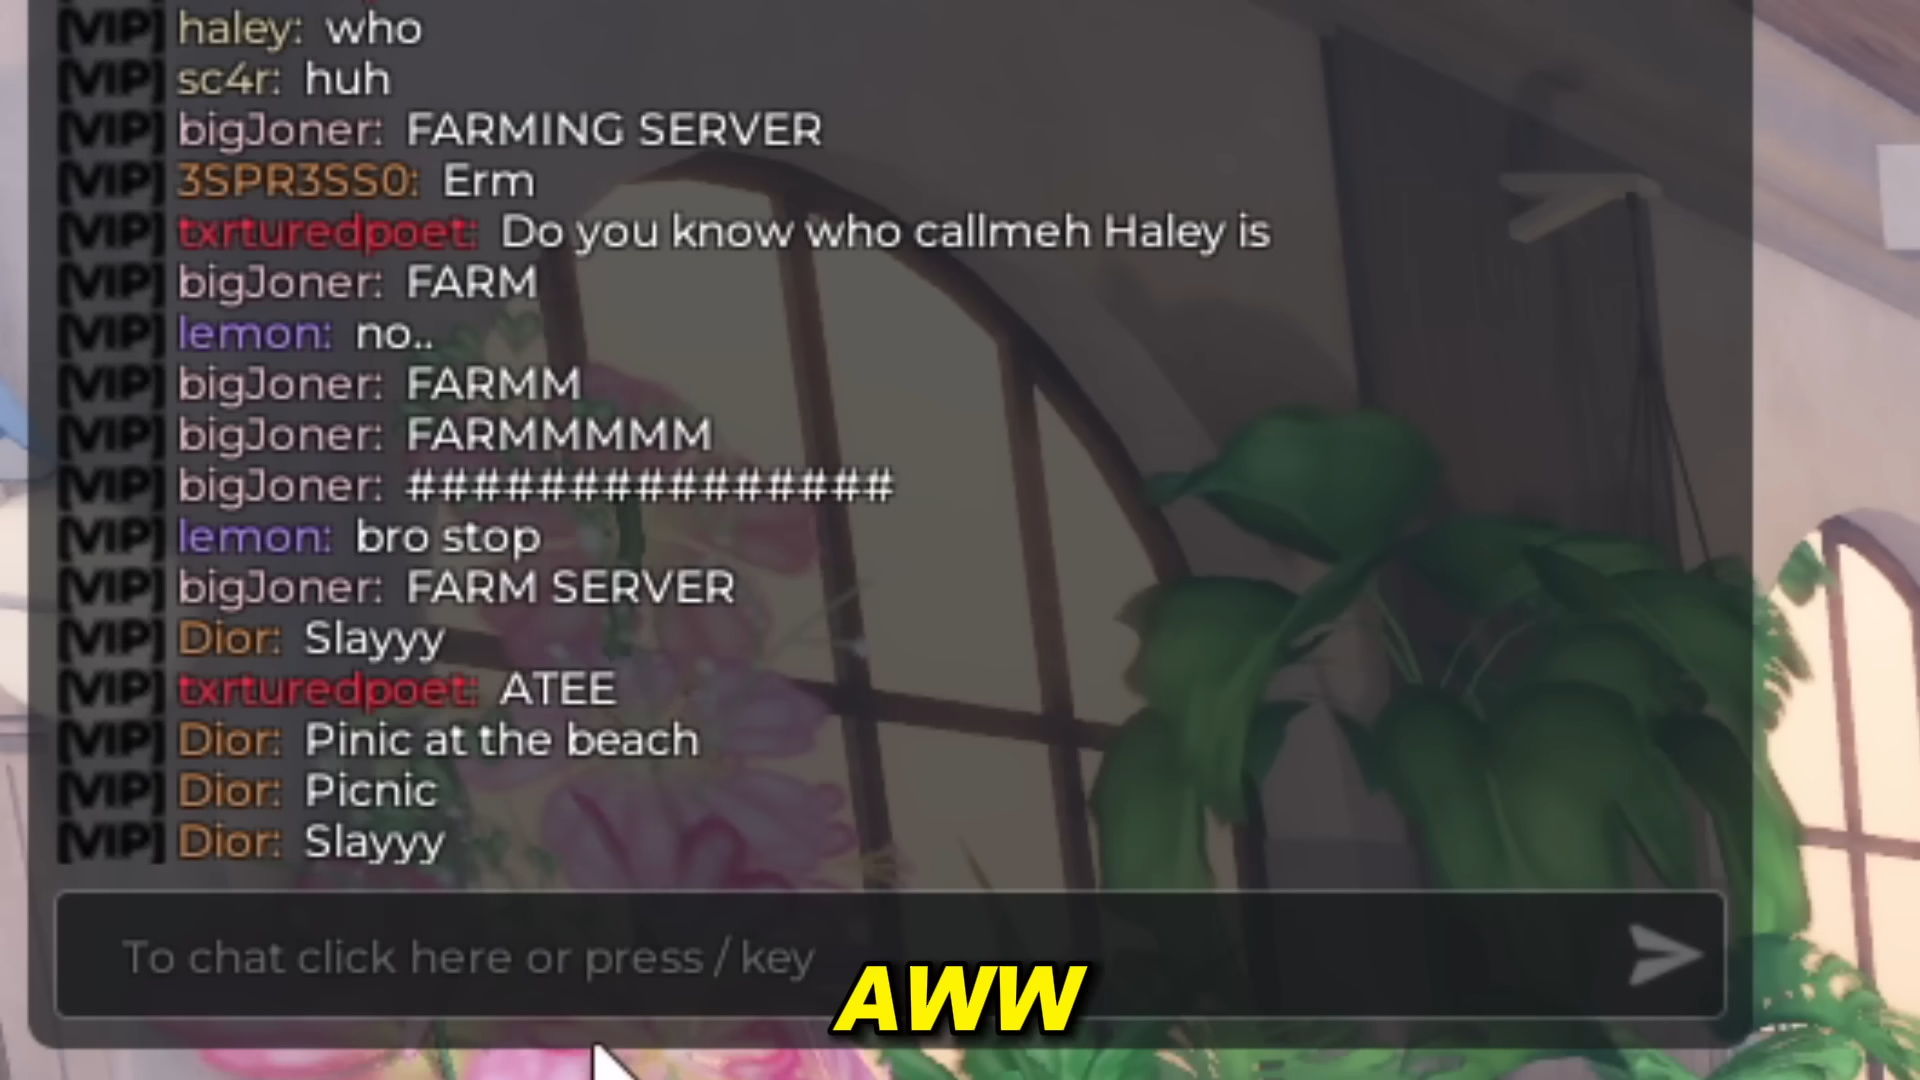 [VIP] haley: who
[VIP] sc4r: huh
[VIP] bigJoner: FARMING SERVER
[VIP] 3SPR3SS0: Erm
[VIP] txrturedpoet: Do you know who callmeh Haley is
[VIP] bigJoner: FARM
[VIP] lemon: no..
[VIP] bigJoner: FARMM
[VIP] bigJoner: FARMMMMM
[VIP] bigJoner: ###############
[VIP] lemon: bro stop
[VIP] bigJoner: FARM SERVER
[VIP] Dior: Slayyy
[VIP] txrturedpoet: ATEE
[VIP] Dior: Pinic at the beach
[VIP] Dior: Picnic
[VIP] Dior: Slayyy
To chat click here or press / key
AWW